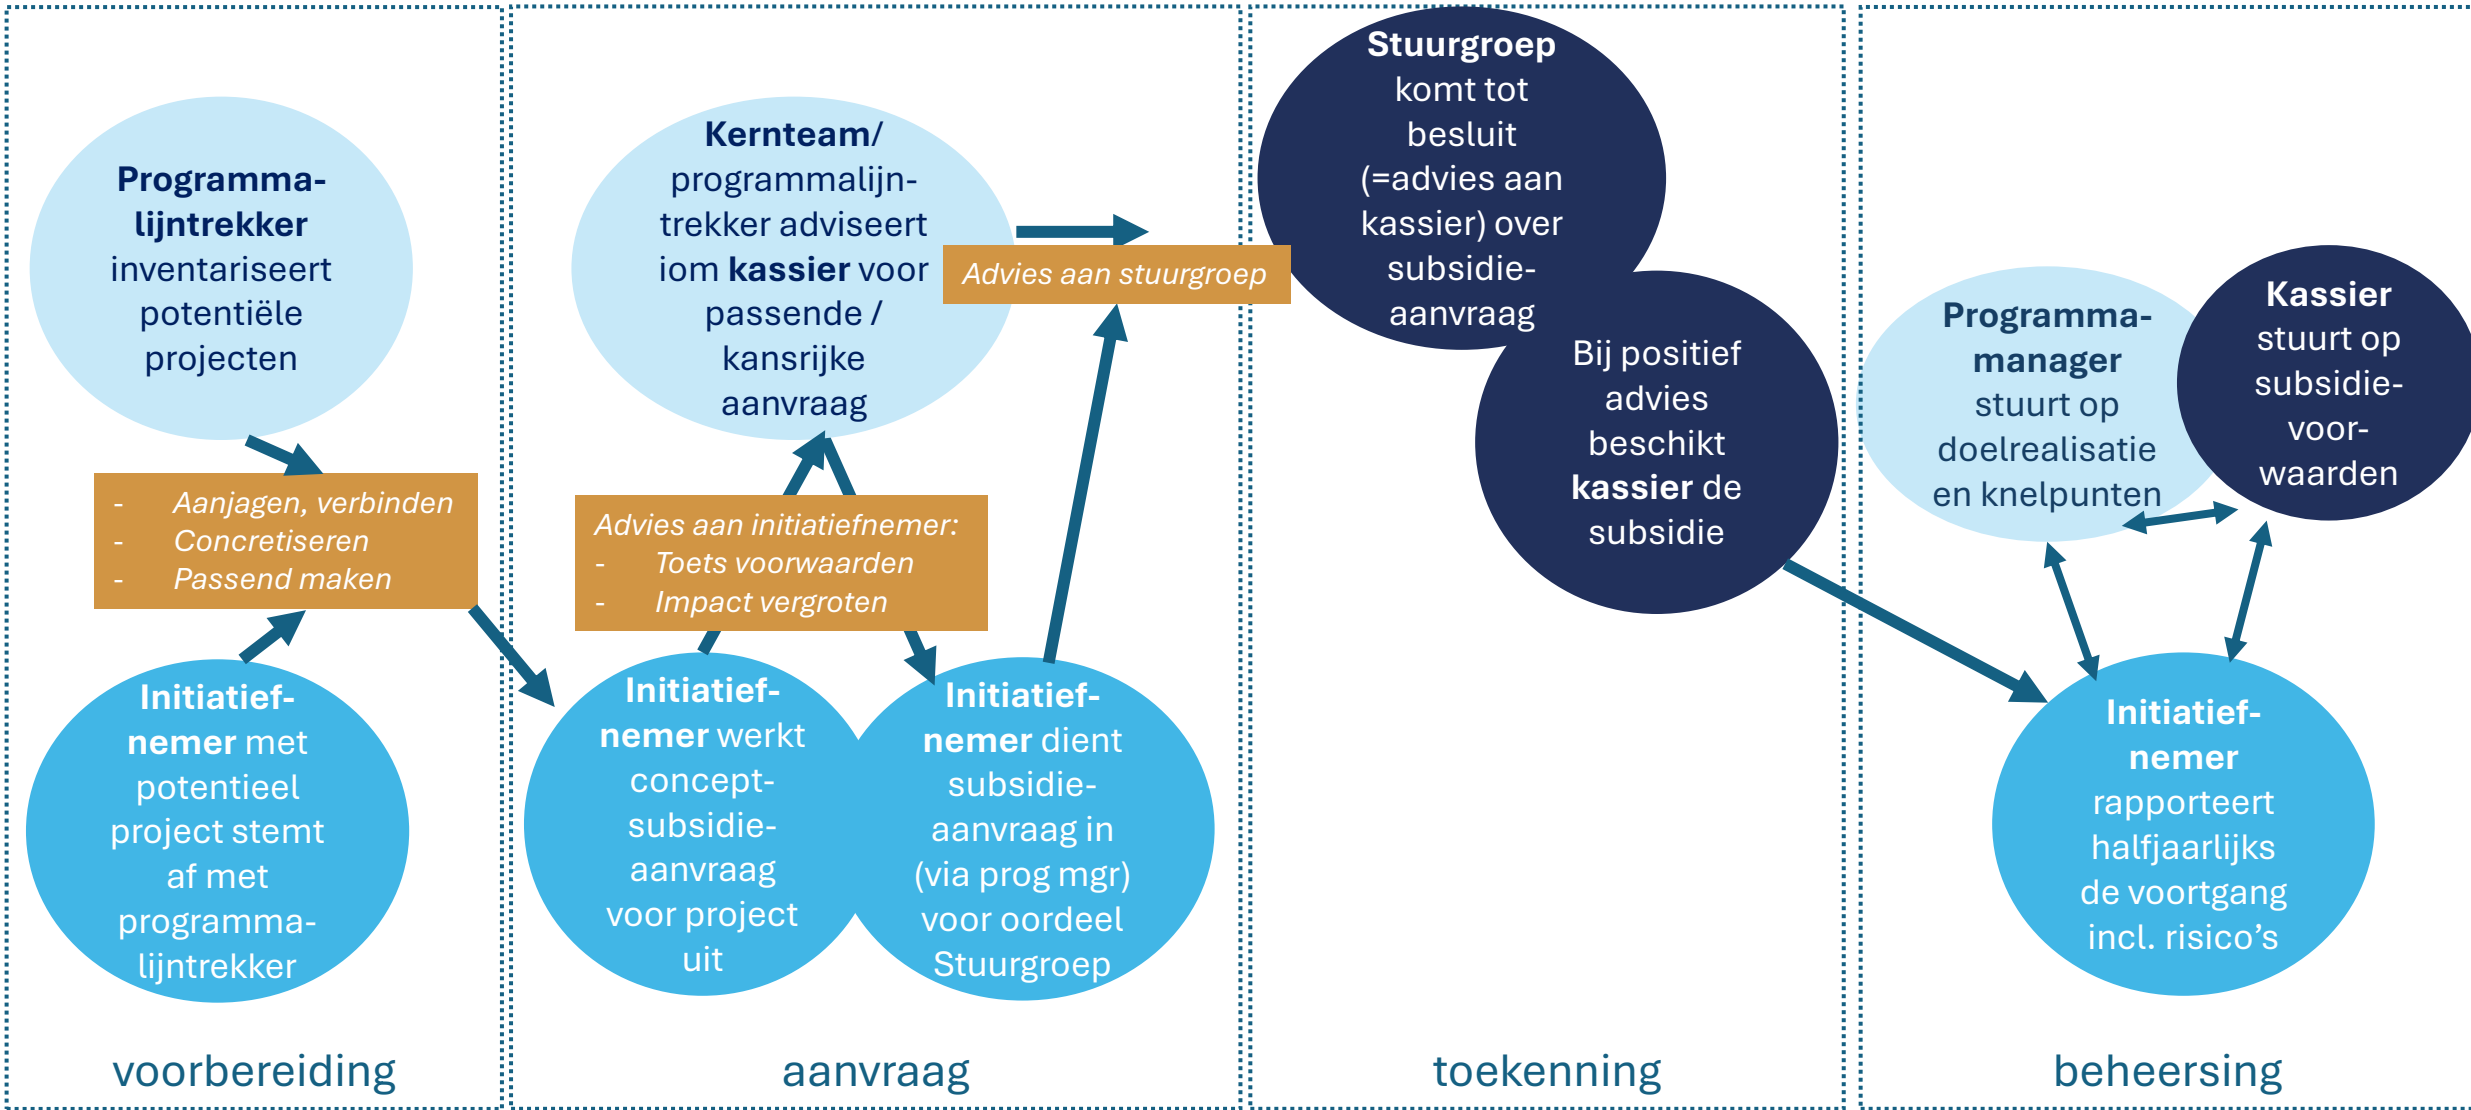 Programma-
lijntrekker
inventariseert
potentiële
projecten
-	Aanjagen, verbinden
-	Concretiseren
-	Passend maken
Initiatief-
nemer met
potentieel
project stemt
af met
programma-
lijntrekker
voorbereiding
Kernteam/
programmalijn-
trekker adviseert
iom kassier voor
passende /
kansrijke
aanvraag
Advies aan stuurgroep
Advies aan initiatiefnemer:
-	Toets voorwaarden
-	Impact vergroten
Initiatief-
nemer werkt
concept-
subsidie-
aanvraag
voor project
uit
Initiatief-
nemer dient
subsidie-
aanvraag in
(via prog mgr)
voor oordeel
Stuurgroep
aanvraag
Stuurgroep
komt tot
besluit
(=advies aan
kassier) over
subsidie-
aanvraag
Bij positief
advies
beschikt
kassier de
subsidie
toekenning
Programma-
manager
stuurt op
doelrealisatie
en knelpunten
Kassier
stuurt op
subsidie-
voor-
waarden
Initiatief-
nemer
rapporteert
halfjaarlijks
de voortgang
incl. risico’s
beheersing